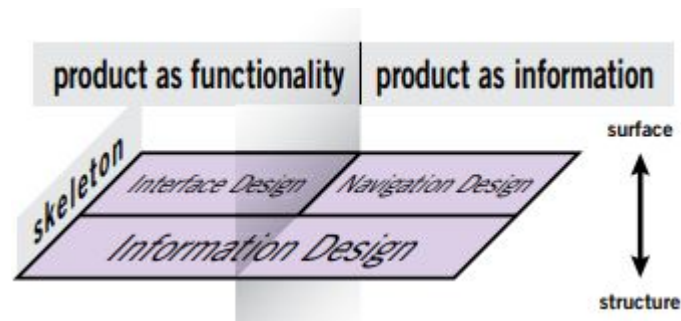 product as functionality
product as information
surface
skeleton
Interface Design
Navigation Design
Information Design
structure